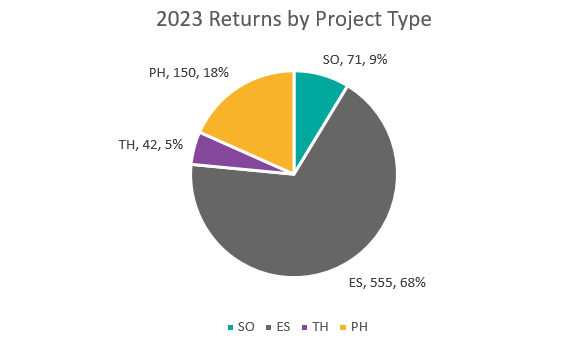 2023 Returns by Project Type
SO, 71, 9%
PH, 150, 18%
TH, 42, 5%
ES, 555, 68%
SO ES TH PH